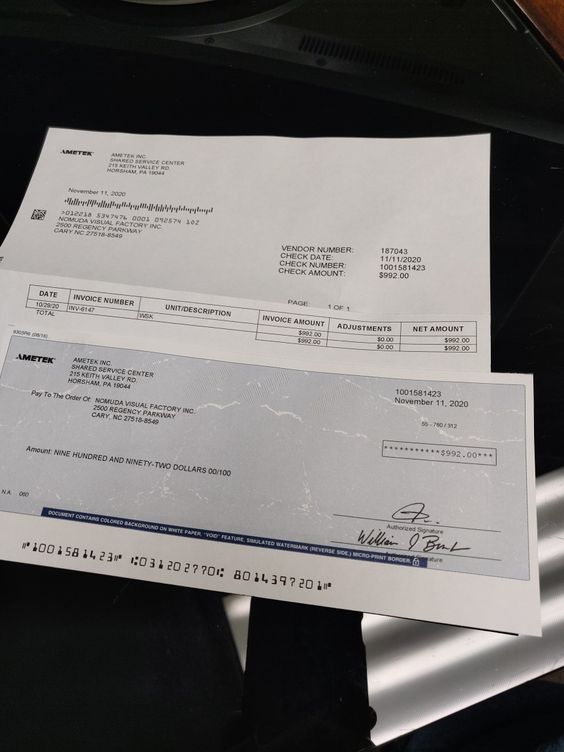 AMETEK
AMETEK INC.
SHARED SERVICE CENTER
215 KEITH VALLEY RD.
HORSHAM, PA 19044
November 11, 2020
>012218 5347476 0001 092574 102
NOMUDA VISUAL FACTORY INC.
2500 REGENCY PARKWAY
CARY NC 27518-8549
VENDOR NUMBER: 187043
CHECK DATE: 11/11/2020
CHECK NUMBER: 1001581423
CHECK AMOUNT: $992.00
PAGE: 1 OF 1
DATE INVOICE NUMBER UNIT/DESCRIPTION INVOICE AMOUNT ADJUSTMENTS NET AMOUNT
10/29/20 INV-6147 WSK $992.00 $0.00 $992.00
TOTAL $992.00 $0.00 $992.00
AMETEK
AMETEK INC.
SHARED SERVICE CENTER
215 KEITH VALLEY RD.
HORSHAM, PA 19044
1001581423
November 11, 2020
Pay To The Order Of: NOMUDA VISUAL FACTORY INC.
2500 REGENCY PARKWAY
CARY, NC 27518-8549
55 - 760 / 312
***********$992.00***
Amount: NINE HUNDRED AND NINETY-TWO DOLLARS 00/100
N.A. 060
Authorized Signature
DOCUMENT CONTAINS COLORED BACKGROUND ON WHITE PAPER, "VOID" FEATURE, SIMULATED WATERMARK (REVERSE SIDE,) MICRO-PRINT BORDER.
⑈1001581423⑈ ⑆031202770⑆ 8014397201⑈